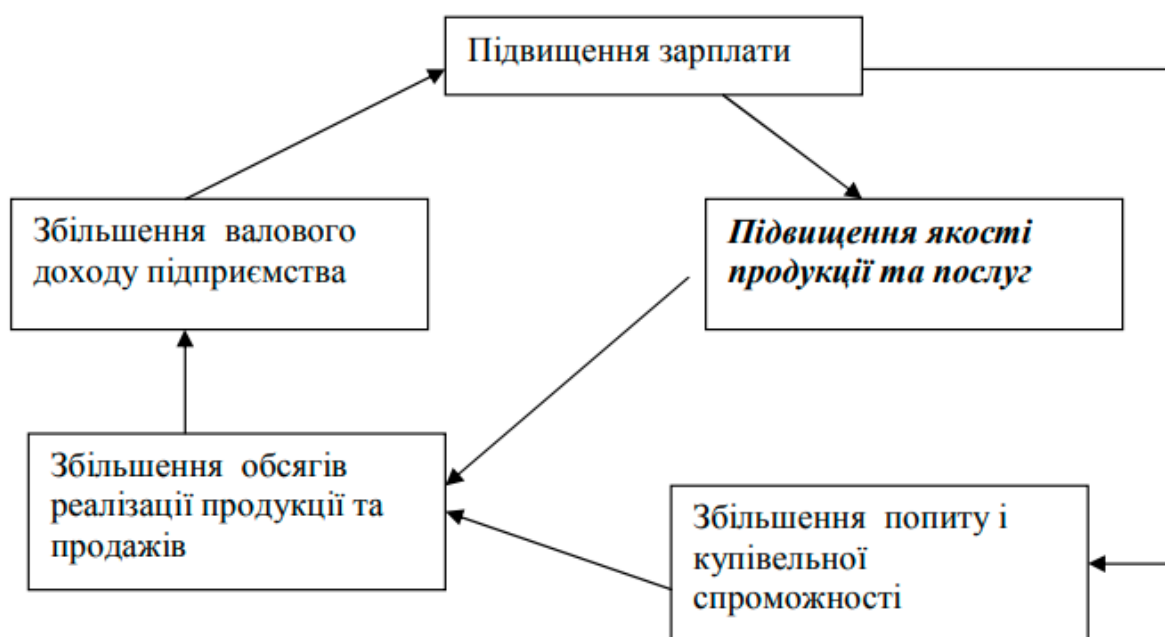 Підвищення зарплати
Збільшення валового
доходу підприємства
Підвищення якості
продукції та послуг
Збільшення обсягів
реалізації продукції та
продажів
Збільшення попиту і
купівельної
спроможності